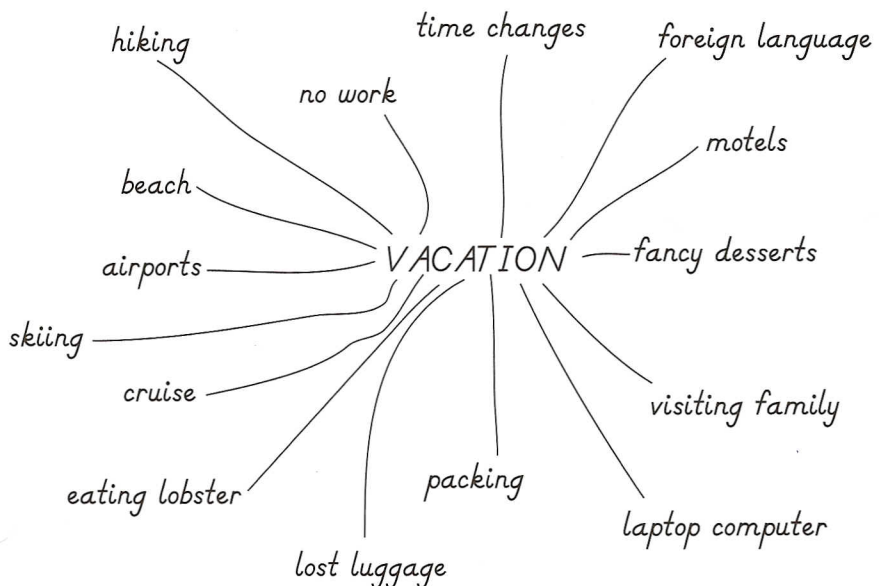 time changes
hiking
foreign language
no work
motels
beach
VACATION
fancy desserts
airports
skiing
cruise
visiting family
eating lobster
packing
laptop computer
lost luggage